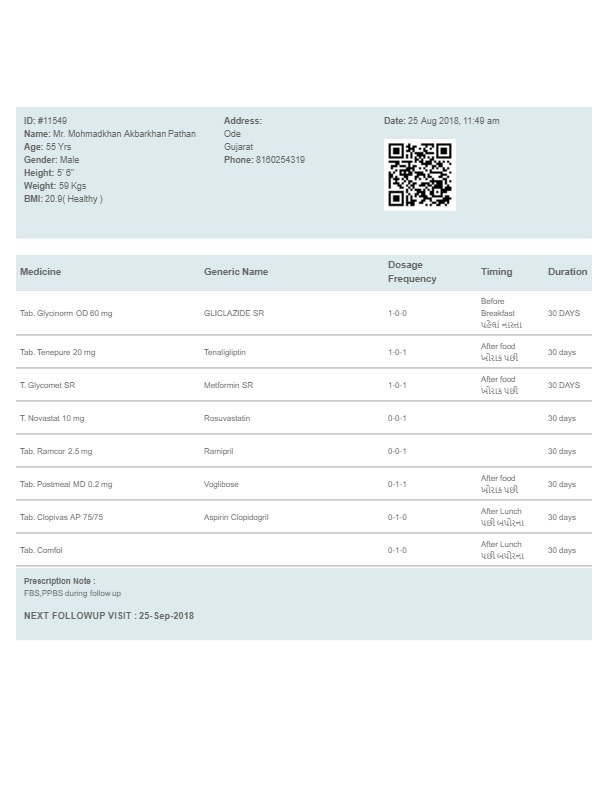 ID: #11549
Name: Mr. Mohmadkhan Akbarkhan Pathan
Age: 55 Yrs
Gender: Male
Height: 5' 6"
Weight: 59 Kgs
BMI: 20.9( Healthy )
Address:
Ode
Gujarat
Phone: 8160254319
Date: 25 Aug 2018, 11:49 am
Medicine Generic Name Dosage Frequency Timing Duration
Tab. Glycinorm OD 60 mg GLICLAZIDE SR 1-0-0 Before Breakfast પહેલાં નાસ્તા 30 DAYS
Tab. Tenepure 20 mg Tenaligliptin 1-0-1 After food ખોરાક પછી 30 days
T. Glycomet SR Metformin SR 1-0-1 After food ખોરાક પછી 30 DAYS
T. Novastat 10 mg Rosuvastatin 0-0-1 30 days
Tab. Ramcor 2.5 mg Ramipril 0-0-1 30 days
Tab. Postmeal MD 0.2 mg Voglibose 0-1-1 After food ખોરાક પછી 30 days
Tab. Clopivas AP 75/75 Aspirin Clopidogril 0-1-0 After Lunch પછી બપોરના 30 days
Tab. Comfol 0-1-0 After Lunch પછી બપોરના 30 days
Prescription Note :
FBS,PPBS during follow up
NEXT FOLLOWUP VISIT : 25-Sep-2018